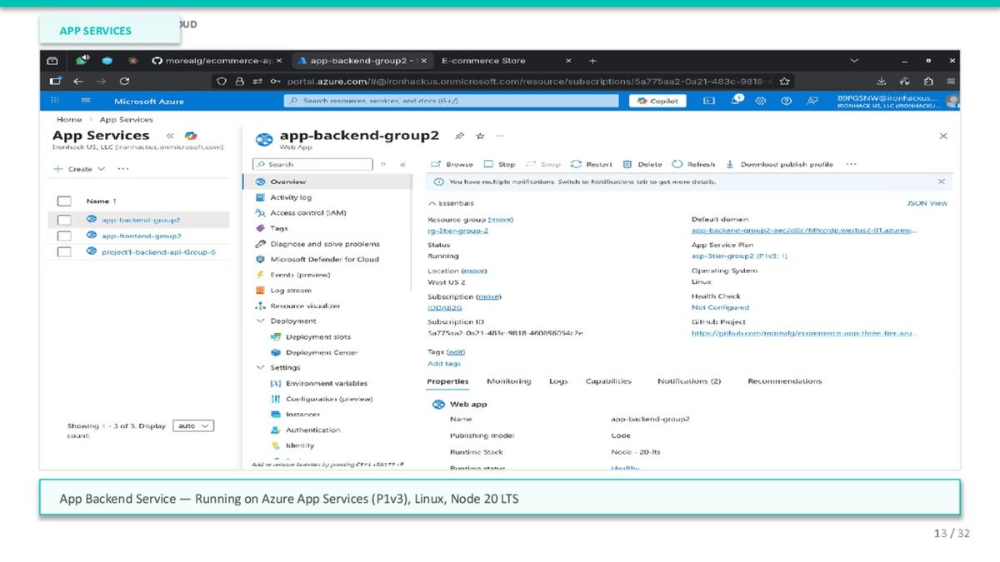 APP SERVICES
OUD
morealg/ecommerce-ap
app-backend-group2 -
E-commerce Store
portal.azure.com/#@ironhackus.onmicrosoft.com/resource/subscriptions/5a775aa2-0a21-483c-9818-4
Microsoft Azure
Search resources, services, and docs (G+/)
Copilot
6
89PGSNW@ironhackus....
IRONHACK US, LLC (IRONHACKU...
Home > App Services
App Services
Ironhack US, LLC (ironhackus.onmicrosoft.com)
+ Create
Name ↑
app-backend-group2
app-frontend-group2
project1-backend-api-Group-6
Showing 1 - 3 of 3. Display
count:
auto
app-backend-group2
Web App
Search
Overview
Activity log
Access control (IAM)
Tags
Diagnose and solve problems
Microsoft Defender for Cloud
Events (preview)
Log stream
Resource visualizer
Deployment
Deployment slots
Deployment Center
Settings
Environment variables
Configuration (preview)
Instances
Authentication
Identity
Add or remove favorites by pressing Ctrl+Shift+F
Browse
Stop
Swap
Restart
Delete
Refresh
Download publish profile
You have multiple notifications. Switch to Notifications tab to get more details.
Essentials
JSON View
Resource group (move)
rg-3tier-group-2
Status
Running
Location (move)
West US 2
Subscription (move)
IDDAB2G
Subscription ID
5a775aa2-0a21-483c-9818-460896054c2e
Tags (edit)
Add tags
Default domain
app-backend-group2-aec2d0c7htfccrdp.westus2-01.azurew...
App Service Plan
asp-3tier-group-2 (P1v3: 1)
Operating System
Linux
Health Check
Not Configured
GitHub Project
https://github.com/morealg/ecommerce-app-three-tier-azu...
Properties
Monitoring
Logs
Capabilities
Notifications (2)
Recommendations
Web app
Name
app-backend-group2
Publishing model
Code
Runtime Stack
Node - 20-lts
Runtime status
Healthy
App Backend Service — Running on Azure App Services (P1v3), Linux, Node 20 LTS
13 / 32